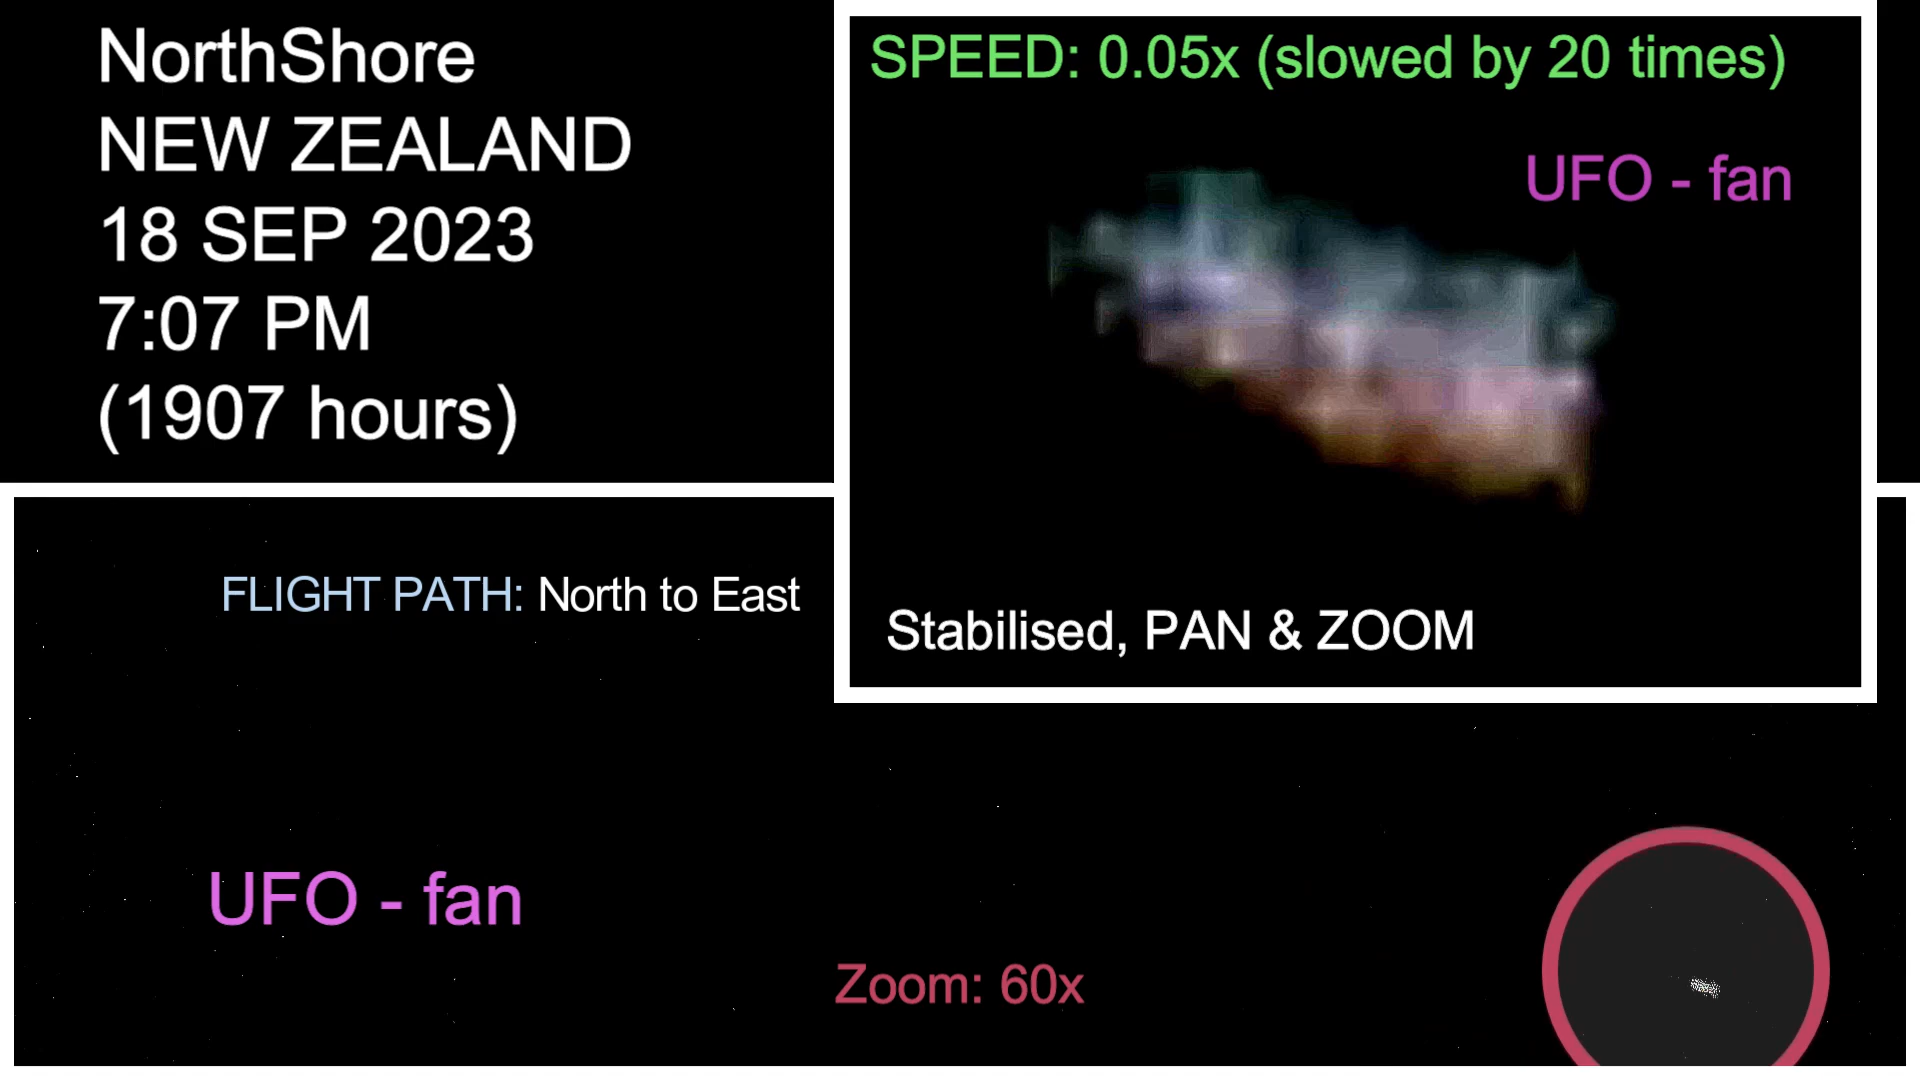 NorthShore
NEW ZEALAND
18 SEP 2023
7:07 PM
(1907 hours)
SPEED: 0.05x (slowed by 20 times)
UFO - fan
Stabilised, PAN & ZOOM
FLIGHT PATH: North to East
UFO - fan
Zoom: 60x